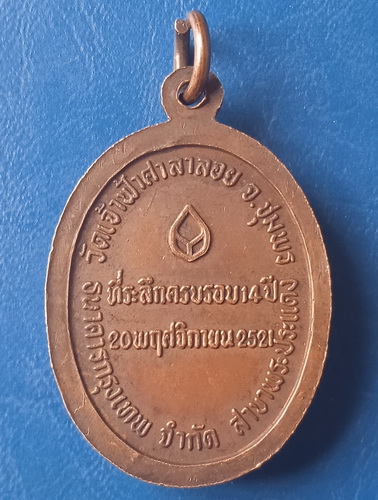 วัดเจ้าฟ้าศาลาลอย จ.ชุมพร
ที่ระลึกครบรอบ 14 ปี
20 พฤศจิกายน 2521
ธนาคารกรุงเทพ จำกัด สาขาพระประแดง